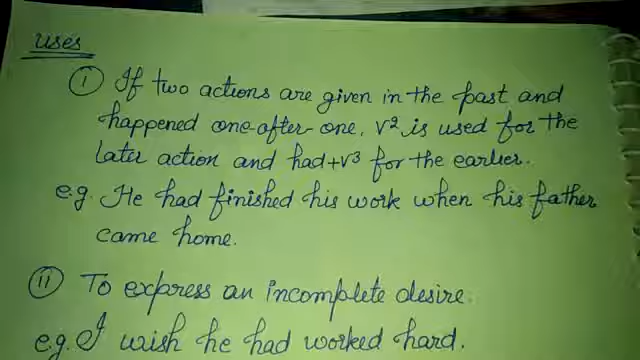 Uses
(i) If two actions are given in the past and
happened one after one, V² is used for the
later action and had+V³ for the earlier.
e.g. He had finished his work when his father
came home.
(ii) To express an incomplete desire.
e.g. I wish he had worked hard.